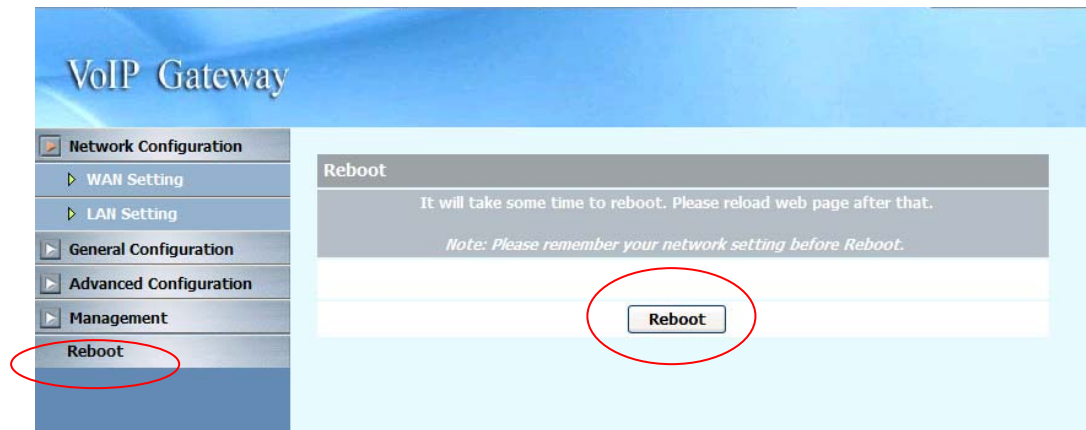 VoIP Gateway
Network Configuration
WAN Setting
LAN Setting
General Configuration
Advanced Configuration
Management
Reboot
Reboot
It will take some time to reboot. Please reload web page after that.
Note: Please remember your network setting before Reboot.
Reboot